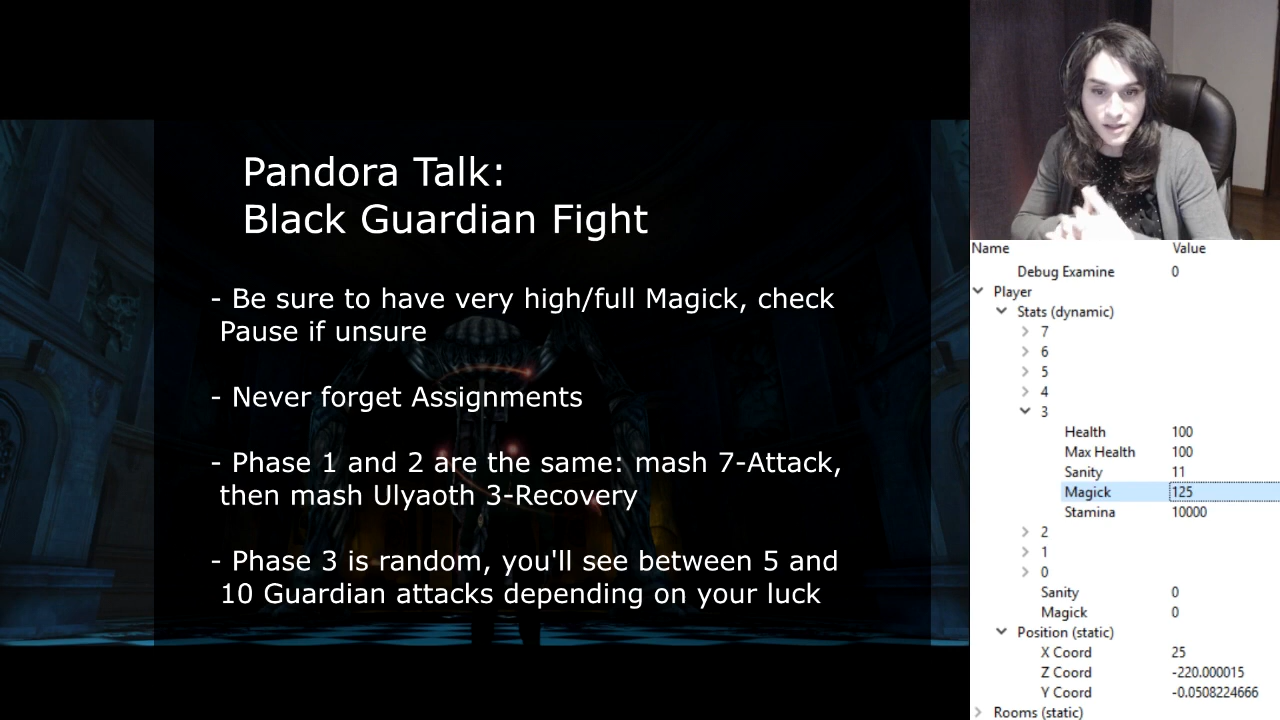 Pandora Talk:
Black Guardian Fight
- Be sure to have very high/full Magick, check
Pause if unsure
- Never forget Assignments
- Phase 1 and 2 are the same: mash 7-Attack,
then mash Ulyaoth 3-Recovery
- Phase 3 is random, you'll see between 5 and
10 Guardian attacks depending on your luck
Name Value
Debug Examine 0
Player
Stats (dynamic)
7
6
5
4
3
Health 100
Max Health 100
Sanity 11
Magick 125
Stamina 10000
2
1
0
Sanity 0
Magick 0
Position (static)
X Coord 25
Z Coord -220.000015
Y Coord -0.0508224666
Rooms (static)